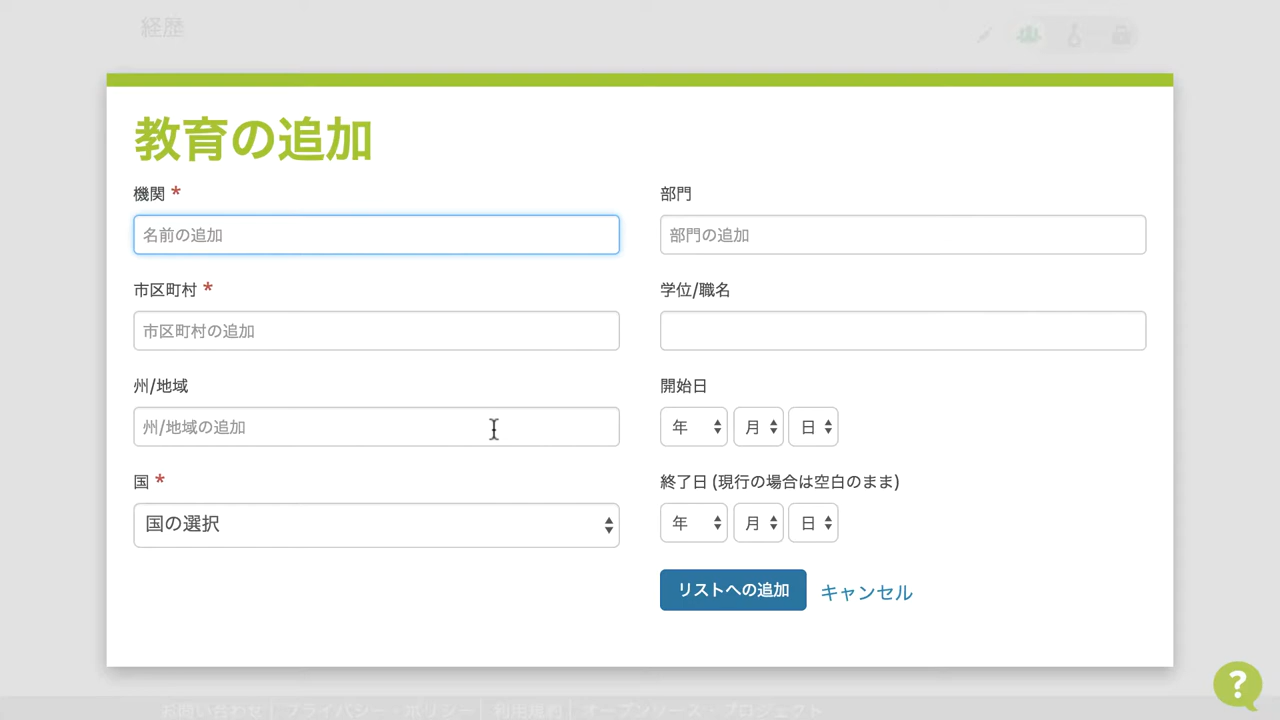 経歴
教育の追加
機関 *
名前の追加
市区町村 *
市区町村の追加
州/地域
州/地域の追加
国 *
国の選択
部門
部門の追加
学位/職名
開始日
年 月 日
終了日 (現行の場合は空白のまま)
年 月 日
リストへの追加 キャンセル
?
お問い合わせ | プライバシー・ポリシー | 利用規約 | オープンソース・プロジェクト